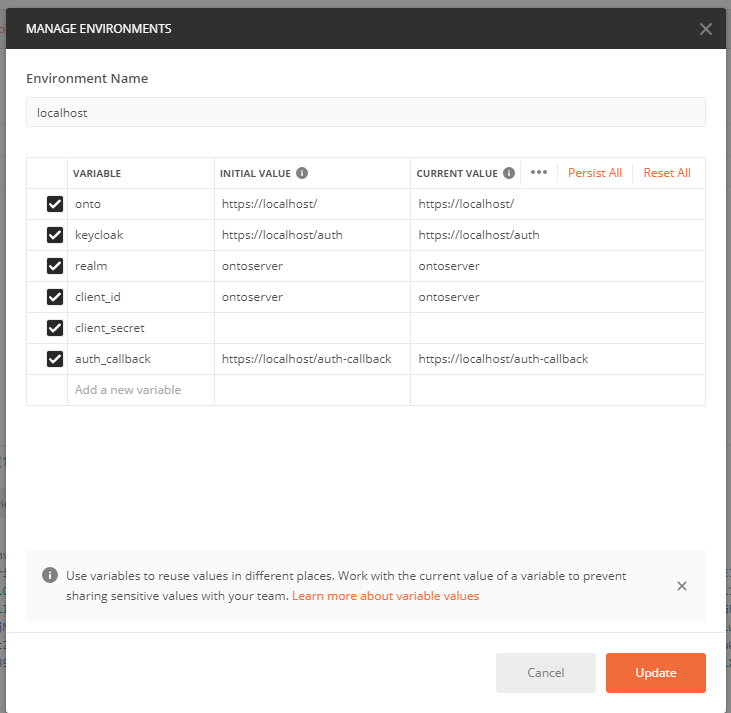 MANAGE ENVIRONMENTS
Environment Name
localhost
VARIABLE INITIAL VALUE CURRENT VALUE Persist All Reset All
onto https://localhost/ https://localhost/
keycloak https://localhost/auth https://localhost/auth
realm ontoserver ontoserver
client_id ontoserver ontoserver
client_secret
auth_callback https://localhost/auth-callback https://localhost/auth-callback
Add a new variable
Use variables to reuse values in different places. Work with the current value of a variable to prevent
sharing sensitive values with your team. Learn more about variable values
Cancel Update